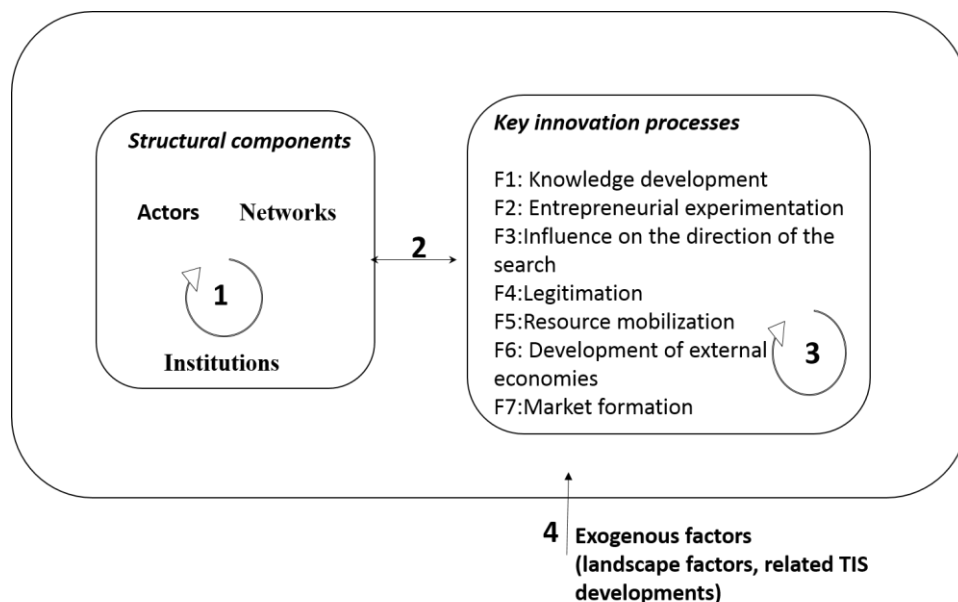 Structural components
Actors
Networks
1
Institutions
2
Key innovation processes
F1: Knowledge development
F2: Entrepreneurial experimentation
F3:Influence on the direction of the
search
F4:Legitimation
F5:Resource mobilization
F6: Development of external
economies
F7:Market formation
3
4
Exogenous factors
(landscape factors, related TIS
developments)